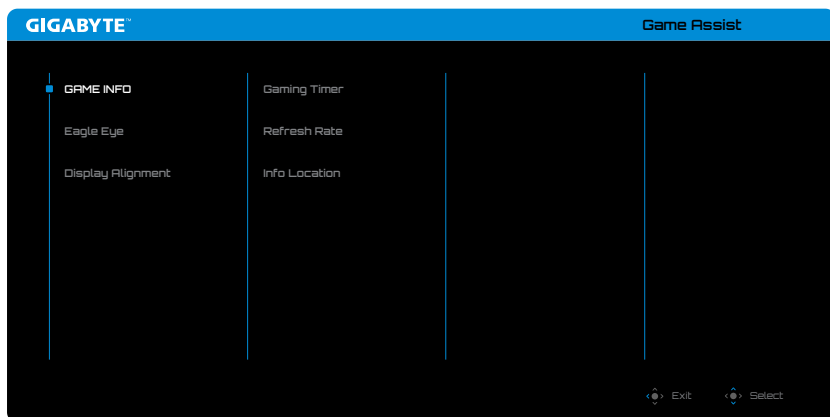 GIGABYTE™
Game Assist
GAME INFO
Gaming Timer
Eagle Eye
Refresh Rate
Display Alignment
Info Location
Exit
Select